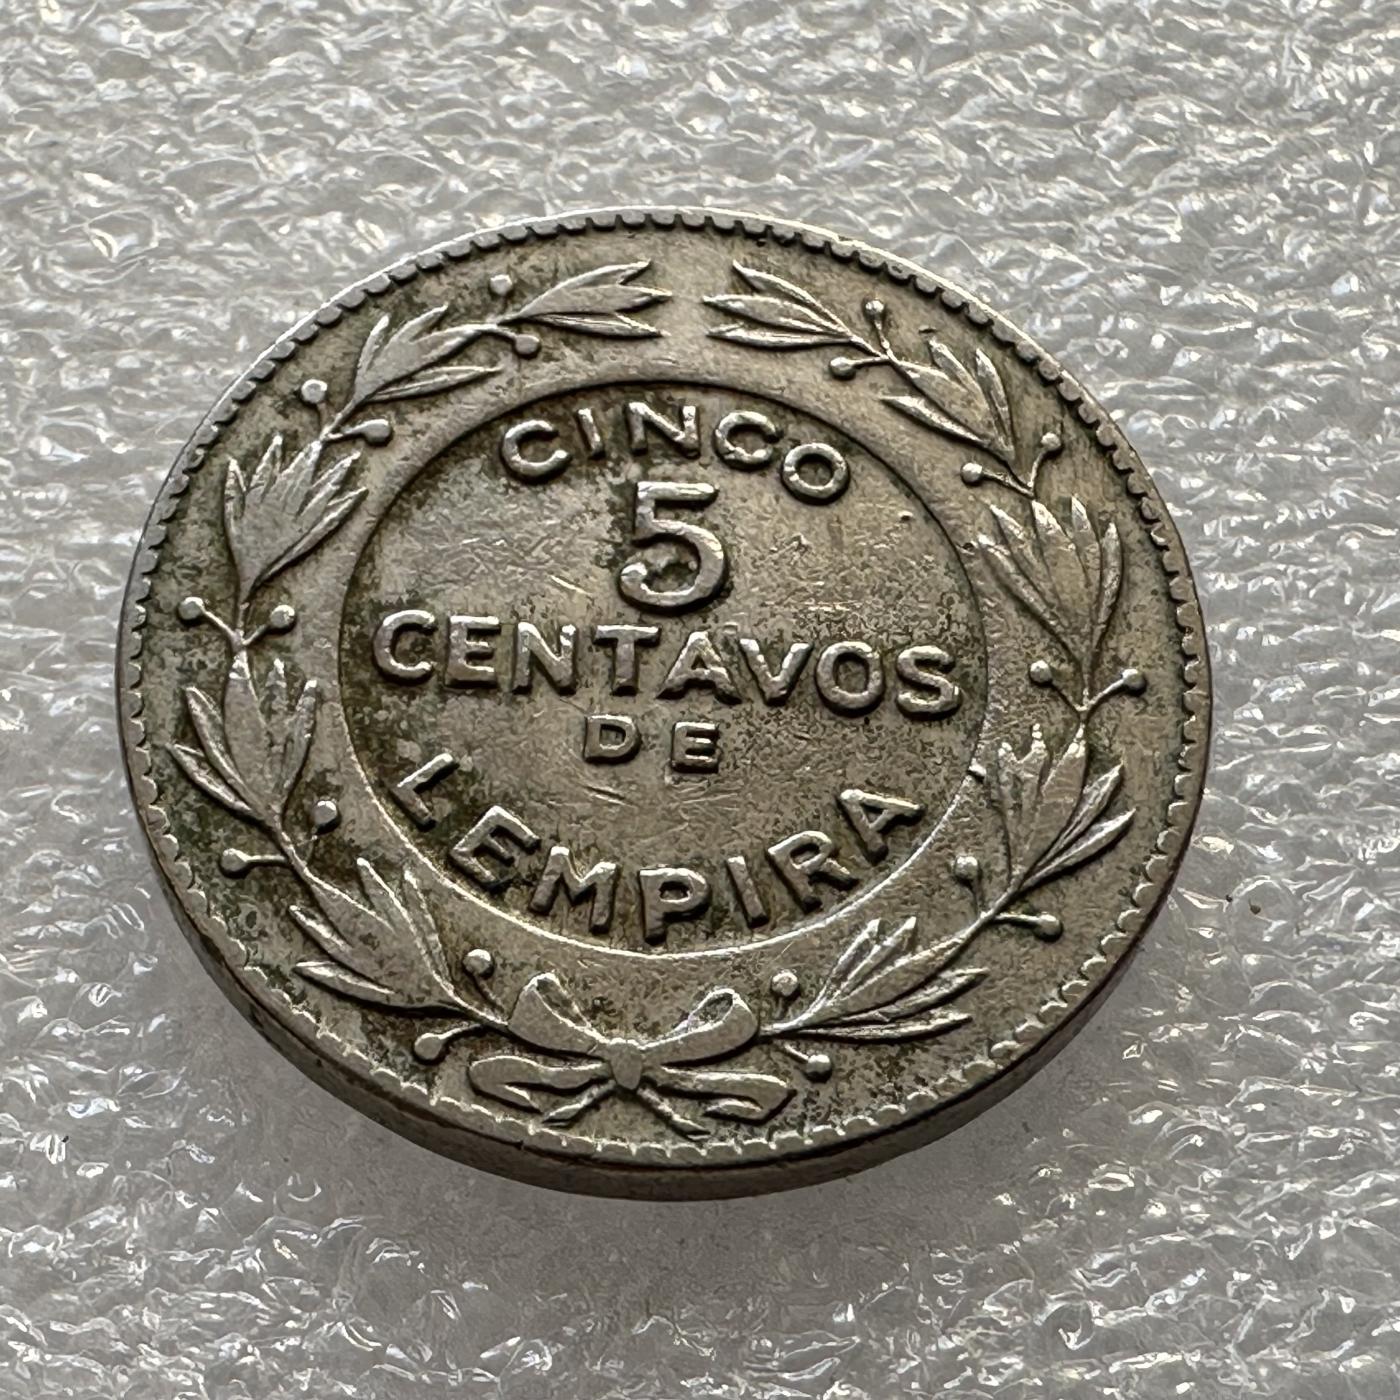 CINCO
5
CENTAVOS
DE
LEMPIRA